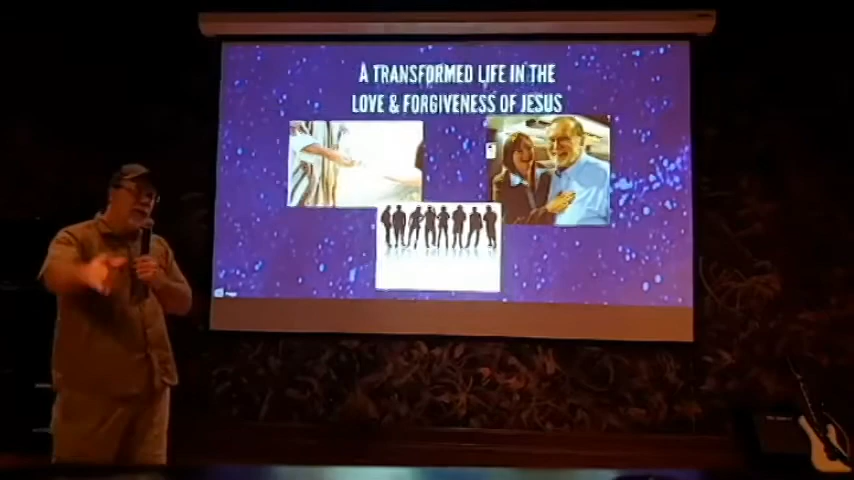 A TRANSFORMED LIFE IN THE
LOVE & FORGIVENESS OF JESUS